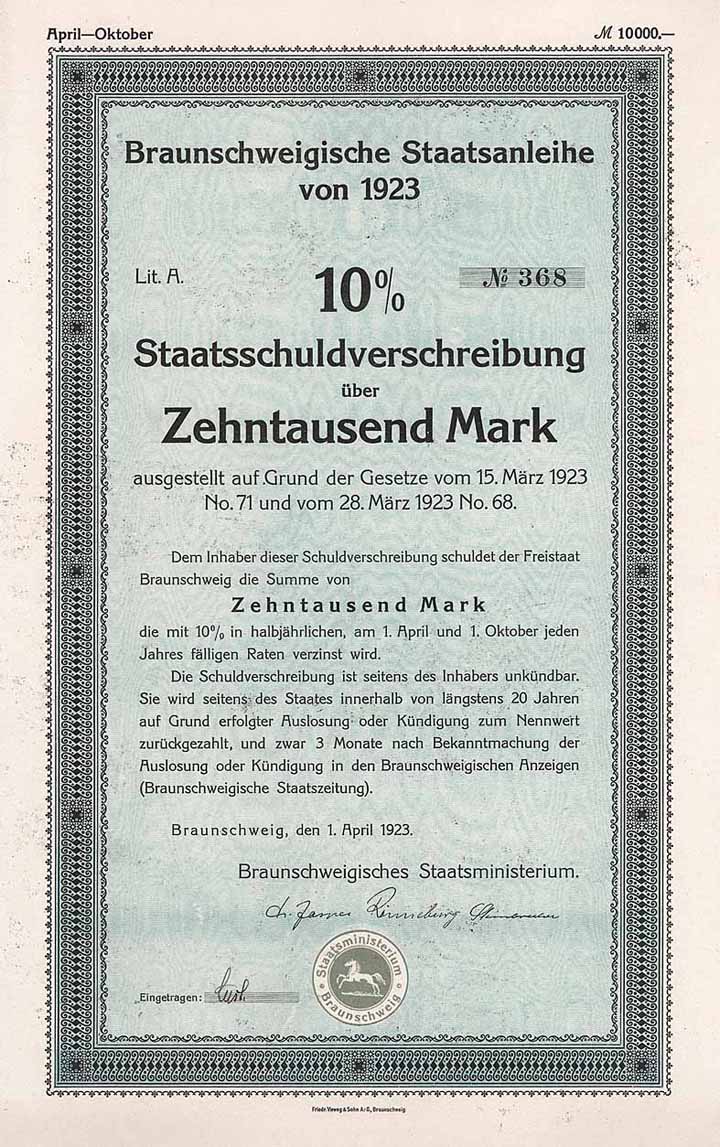 April—Oktober
ℳ 10000.—
Braunschweigische Staatsanleihe
von 1923
Lit. A.
№ 368
10%
Staatsschuldverschreibung
über
Zehntausend Mark
ausgestellt auf Grund der Gesetze vom 15. März 1923
No. 71 und vom 28. März 1923 No. 68.
Dem Inhaber dieser Schuldverschreibung schuldet der Freistaat
Braunschweig die Summe von
Zehntausend Mark
die mit 10% in halbjährlichen, am 1. April und 1. Oktober jeden
Jahres fälligen Raten verzinst wird.
Die Schuldverschreibung ist seitens des Inhabers unkündbar.
Sie wird seitens des Staates innerhalb von längstens 20 Jahren
auf Grund erfolgter Auslosung oder Kündigung zum Nennwert
zurückgezahlt, und zwar 3 Monate nach Bekanntmachung der
Auslosung oder Kündigung in den Braunschweigischen Anzeigen
(Braunschweigische Staatszeitung).
Braunschweig, den 1. April 1923.
Braunschweigisches Staatsministerium.
Staatsministerium
Braunschweig
Eingetragen:
Friedr. Vieweg & Sohn A.-G., Braunschweig